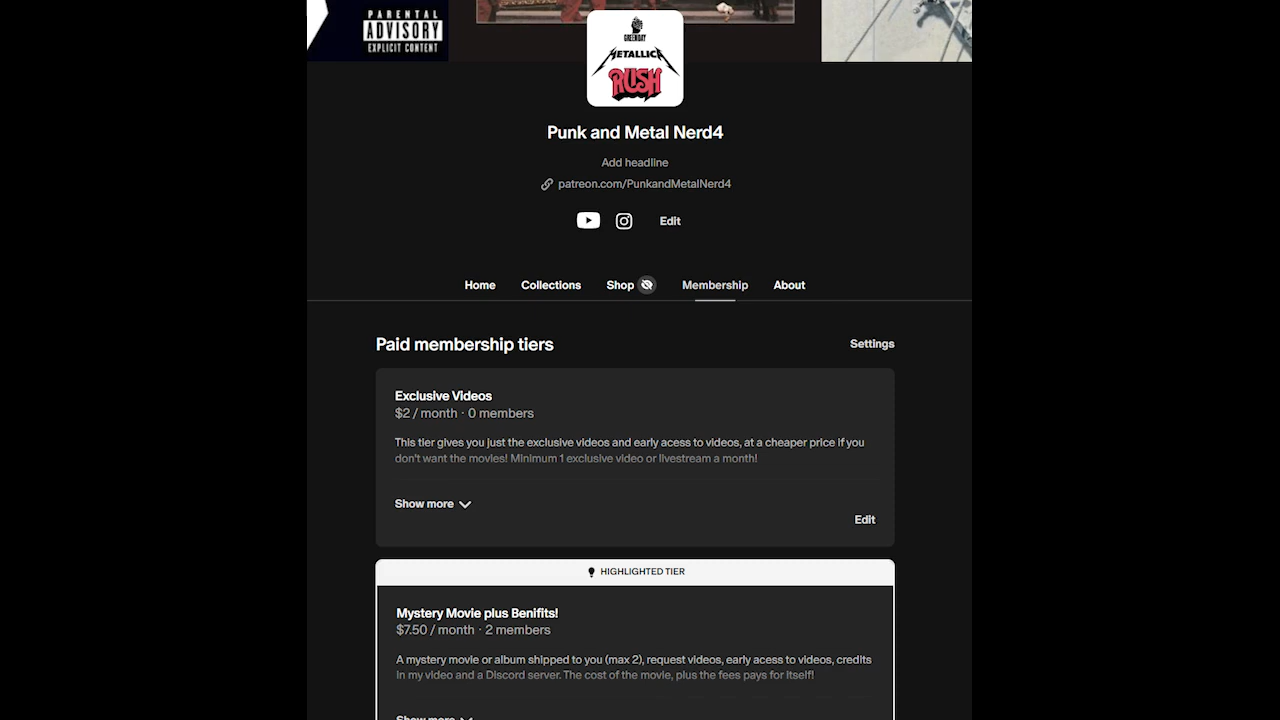 PARENTAL
ADVISORY
EXPLICIT CONTENT
GREEN DAY
METALLICA
RUSH
Punk and Metal Nerd4
Add headline
patreon.com/PunkandMetalNerd4
Edit
Home Collections Shop Membership About
Paid membership tiers Settings
Exclusive Videos
$2 / month · 0 members
This tier gives you just the exclusive videos and early acess to videos, at a cheaper price if you
don't want the movies! Minimum 1 exclusive video or livestream a month!
Show more
Edit
HIGHLIGHTED TIER
Mystery Movie plus Benifits!
$7.50 / month · 2 members
A mystery movie or album shipped to you (max 2), request videos, early acess to videos, credits
in my video and a Discord server. The cost of the movie, plus the fees pays for itself!
Show more